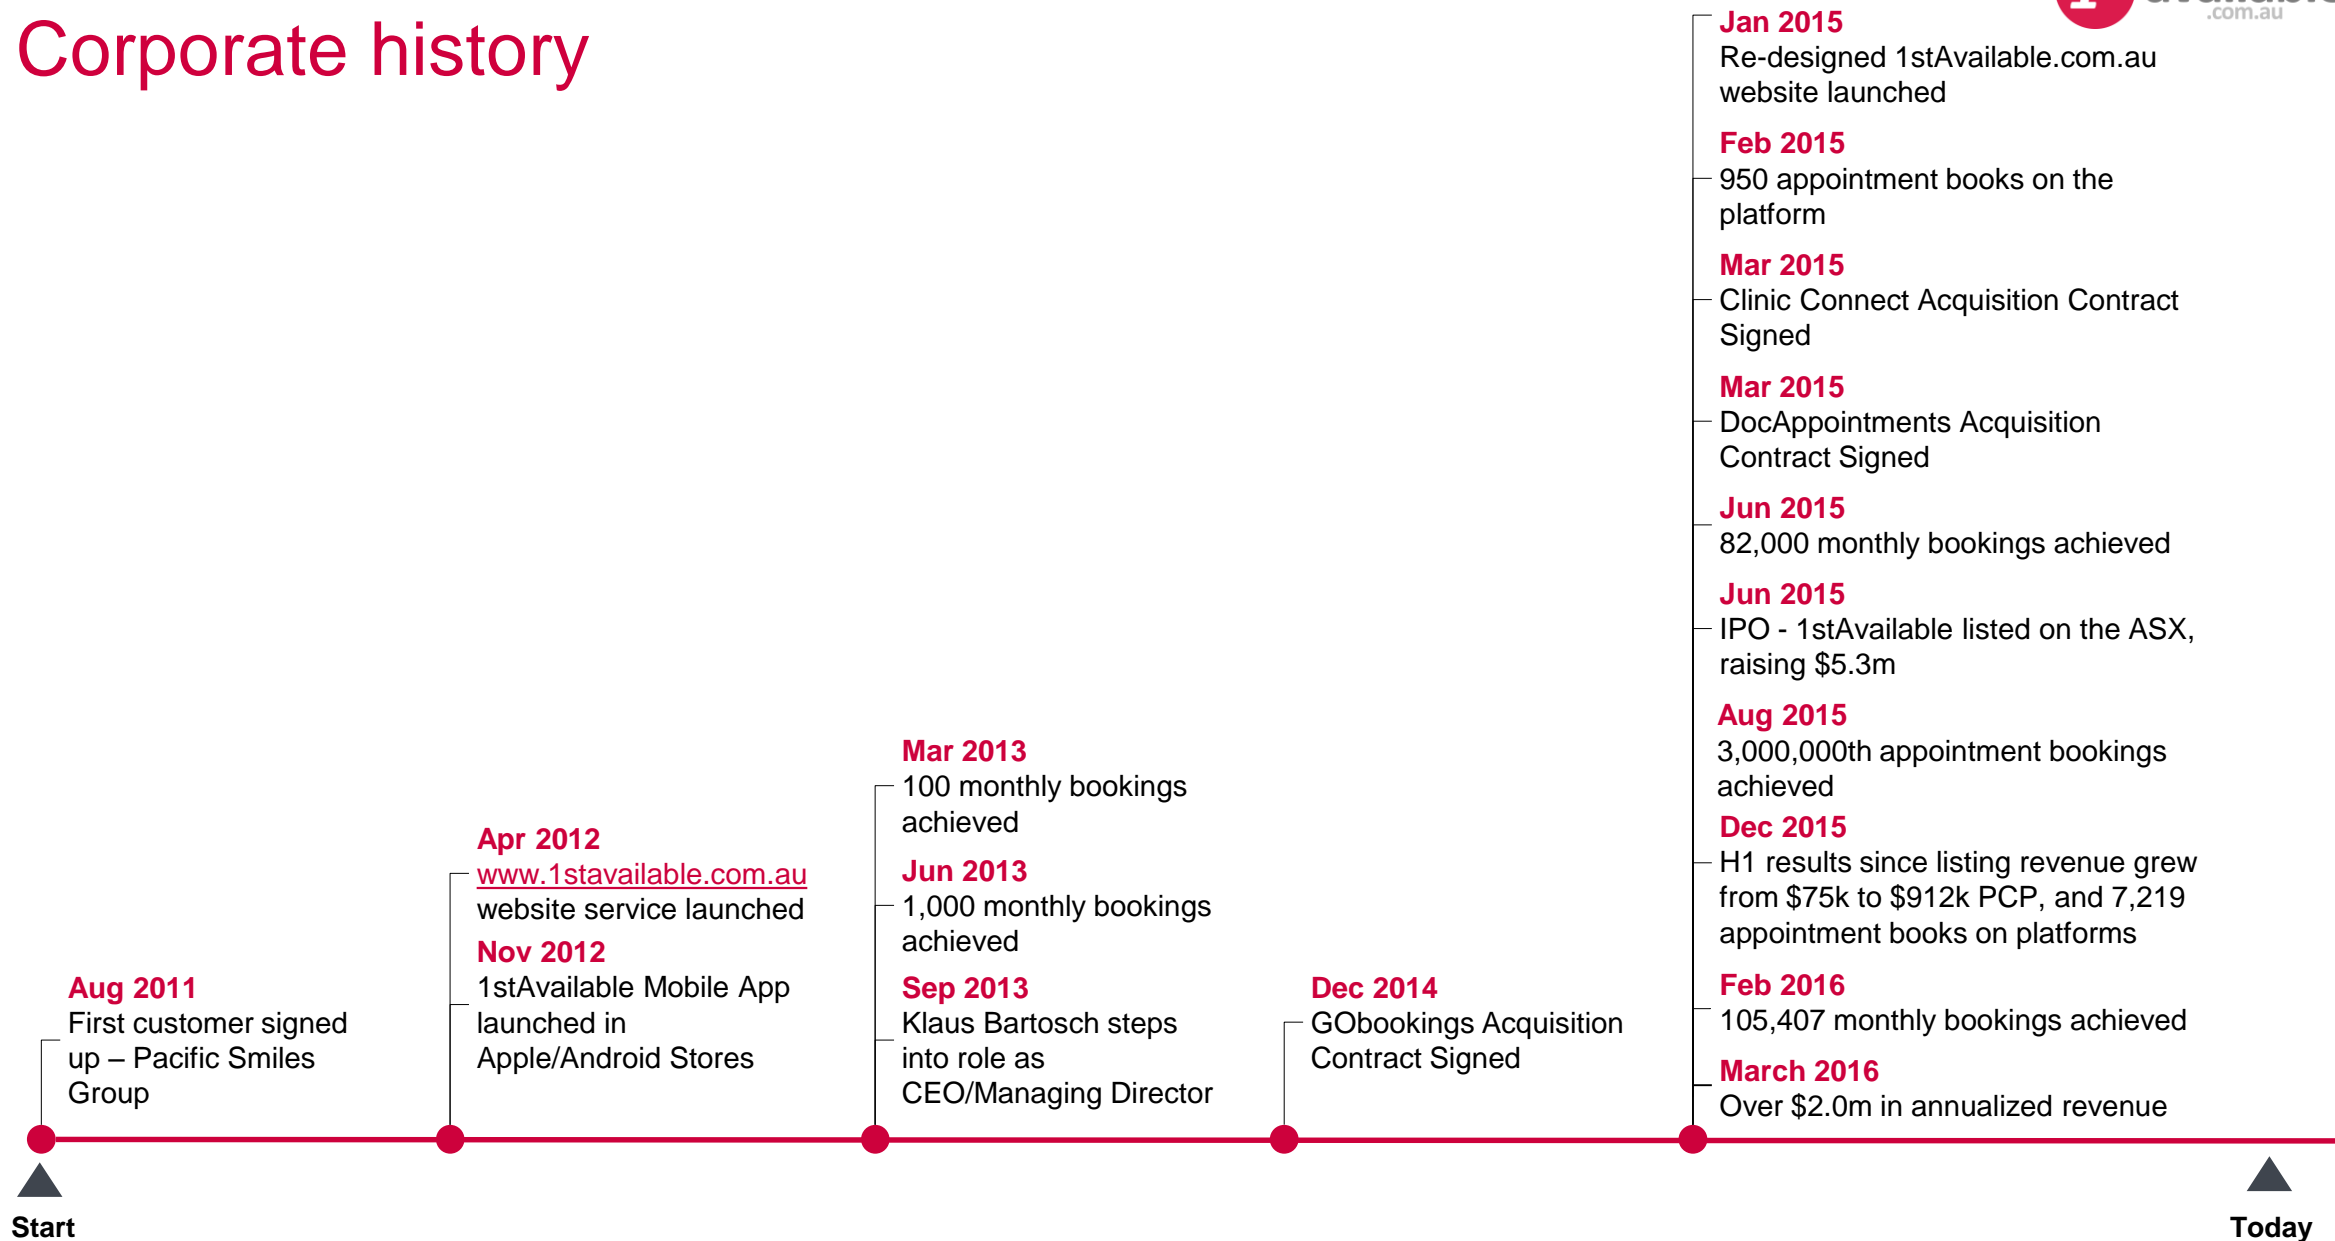 Corporate history
.com.au
Aug 2011
First customer signed
up – Pacific Smiles
Group
Apr 2012
www.1stavailable.com.au
website service launched
Nov 2012
1stAvailable Mobile App
launched in
Apple/Android Stores
Mar 2013
100 monthly bookings
achieved
Jun 2013
1,000 monthly bookings
achieved
Sep 2013
Klaus Bartosch steps
into role as
CEO/Managing Director
Dec 2014
GObookings Acquisition
Contract Signed
Jan 2015
Re-designed 1stAvailable.com.au
website launched
Feb 2015
950 appointment books on the
platform
Mar 2015
Clinic Connect Acquisition Contract
Signed
Mar 2015
DocAppointments Acquisition
Contract Signed
Jun 2015
82,000 monthly bookings achieved
Jun 2015
IPO - 1stAvailable listed on the ASX,
raising $5.3m
Aug 2015
3,000,000th appointment bookings
achieved
Dec 2015
H1 results since listing revenue grew
from $75k to $912k PCP, and 7,219
appointment books on platforms
Feb 2016
105,407 monthly bookings achieved
March 2016
Over $2.0m in annualized revenue
Start
Today